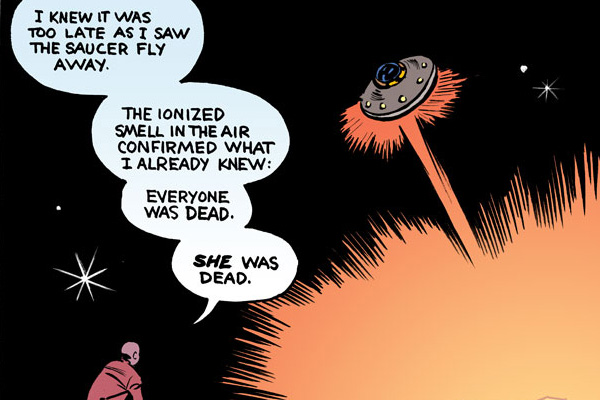 I KNEW IT WAS
TOO LATE AS I SAW
THE SAUCER FLY
AWAY.
THE IONIZED
SMELL IN THE AIR
CONFIRMED WHAT
I ALREADY KNEW:
EVERYONE
WAS DEAD.
SHE WAS
DEAD.